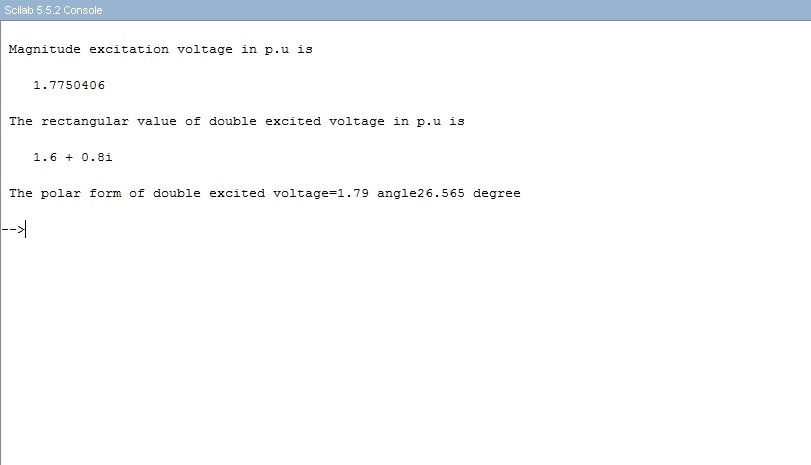 Scilab 5.5.2 Console
Magnitude excitation voltage in p.u is
1.7750406
The rectangular value of double excited voltage in p.u is
1.6 + 0.8i
The polar form of double excited voltage=1.79 angle26.565 degree
-->